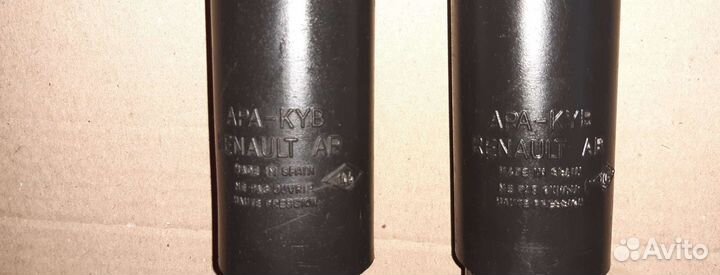 APA-KYB
RENAULT AR
MADE IN SPAIN
NE PAS OUVRIR
HAUTE PRESSION
APA-KYB
RENAULT AR
MADE IN SPAIN
NE PAS OUVRIR
HAUTE PRESSION
Avito